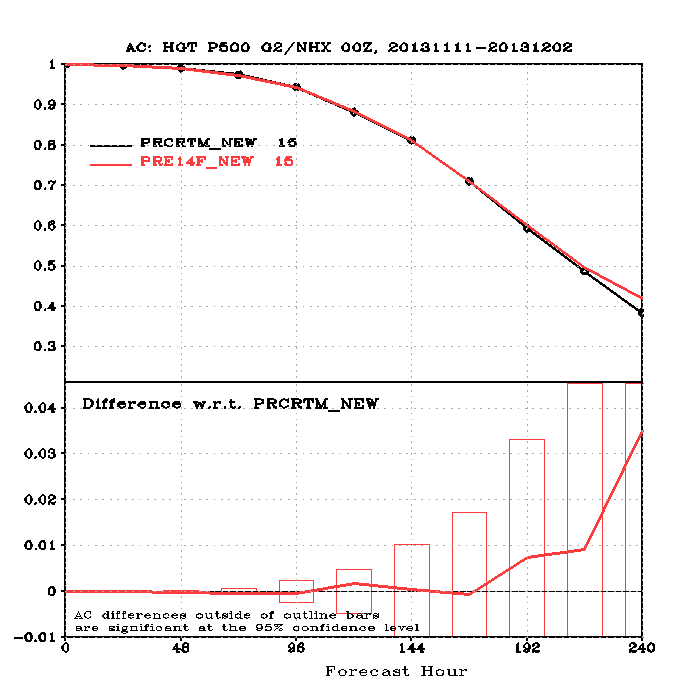 AC: HGT P500 G2/NHX 00Z, 20131111-20131202
1
0.9
0.8
0.7
0.6
0.5
0.4
0.3
PRCRTM_NEW 15
PRE14F_NEW 15
Difference w.r.t. PRCRTM_NEW
0.04
0.03
0.02
0.01
0
-0.01
AC differences outside of outline bars
are significant at the 95% confidence level
0 48 96 144 192 240
Forecast Hour